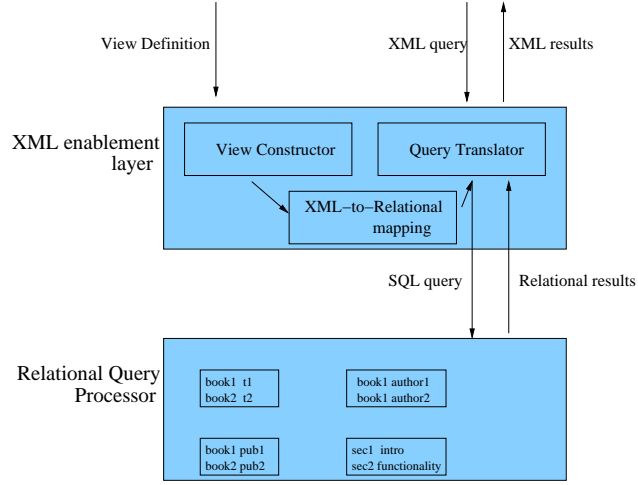 View Definition
XML query
XML results
XML enablement
layer
View Constructor
Query Translator
XML–to–Relational
mapping
SQL query
Relational results
Relational Query
Processor
book1 t1
book2 t2
book1 author1
book1 author2
book1 pub1
book2 pub2
sec1 intro
sec2 functionality